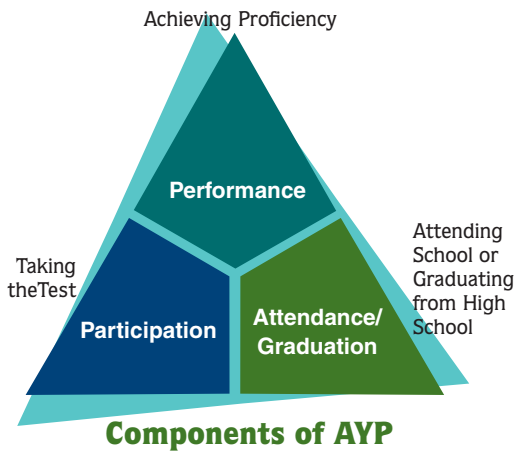 Achieving Proficiency
Performance
Taking
theTest
Participation
Attendance/
Graduation
Attending
School or
Graduating
from High
School
Components of AYP